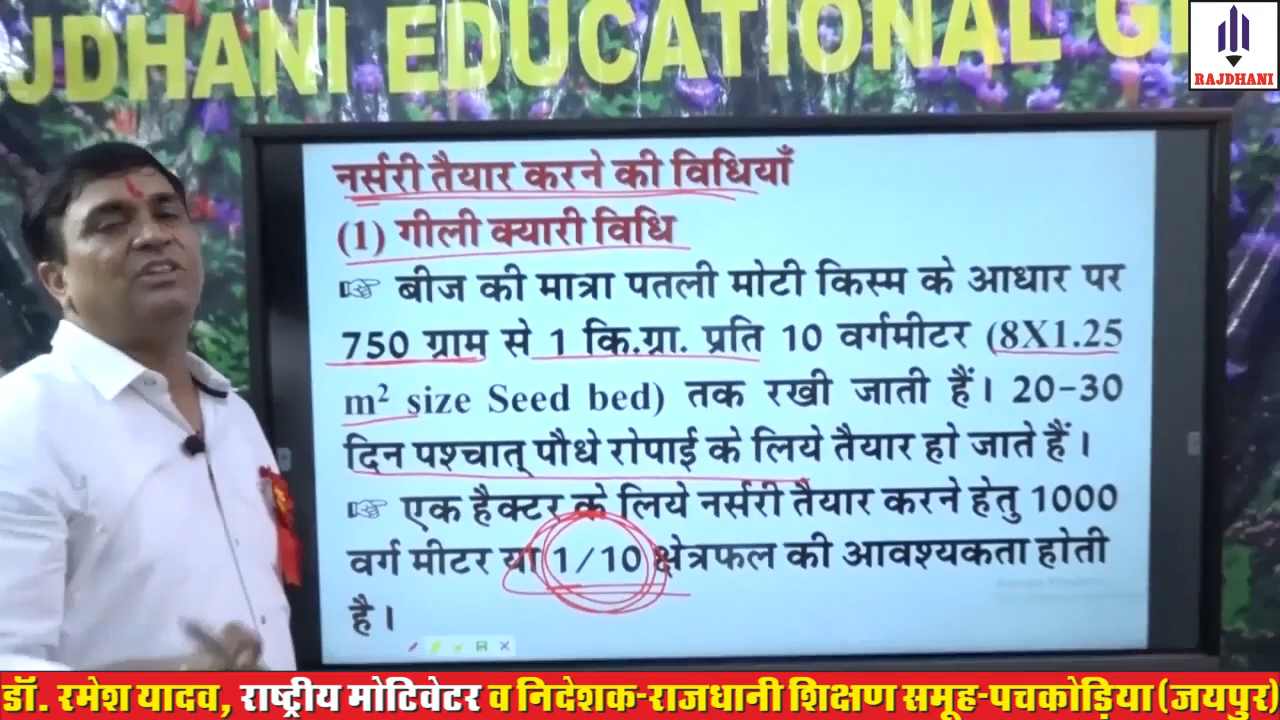 JDHANI EDUCATIONAL G
RAJDHANI
नर्सरी तैयार करने की विधियाँ
(1) गीली क्यारी विधि
☞ बीज की मात्रा पतली मोटी किस्म के आधार पर
750 ग्राम से 1 कि.ग्रा. प्रति 10 वर्गमीटर (8X1.25
m² size Seed bed) तक रखी जाती हैं। 20-30
दिन पश्चात् पौधे रोपाई के लिये तैयार हो जाते हैं।
☞ एक हैक्टर के लिये नर्सरी तैयार करने हेतु 1000
वर्ग मीटर या 1/10 क्षेत्रफल की आवश्यकता होती
है।
डॉ. रमेश यादव, राष्ट्रीय मोटिवेटर व निदेशक-राजधानी शिक्षण समूह-पचकोड़िया (जयपुर)